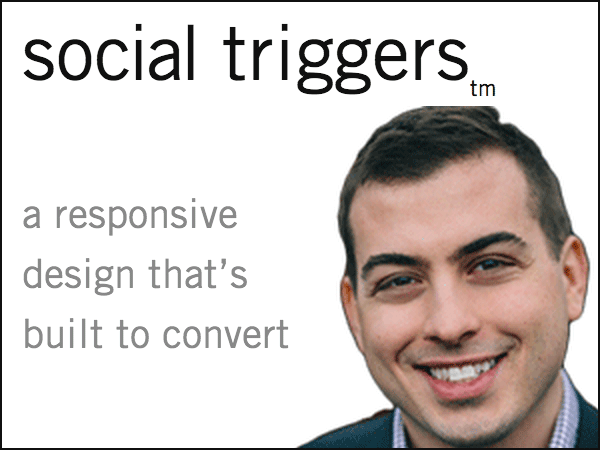 social triggers
tm
a responsive
design that's
built to convert